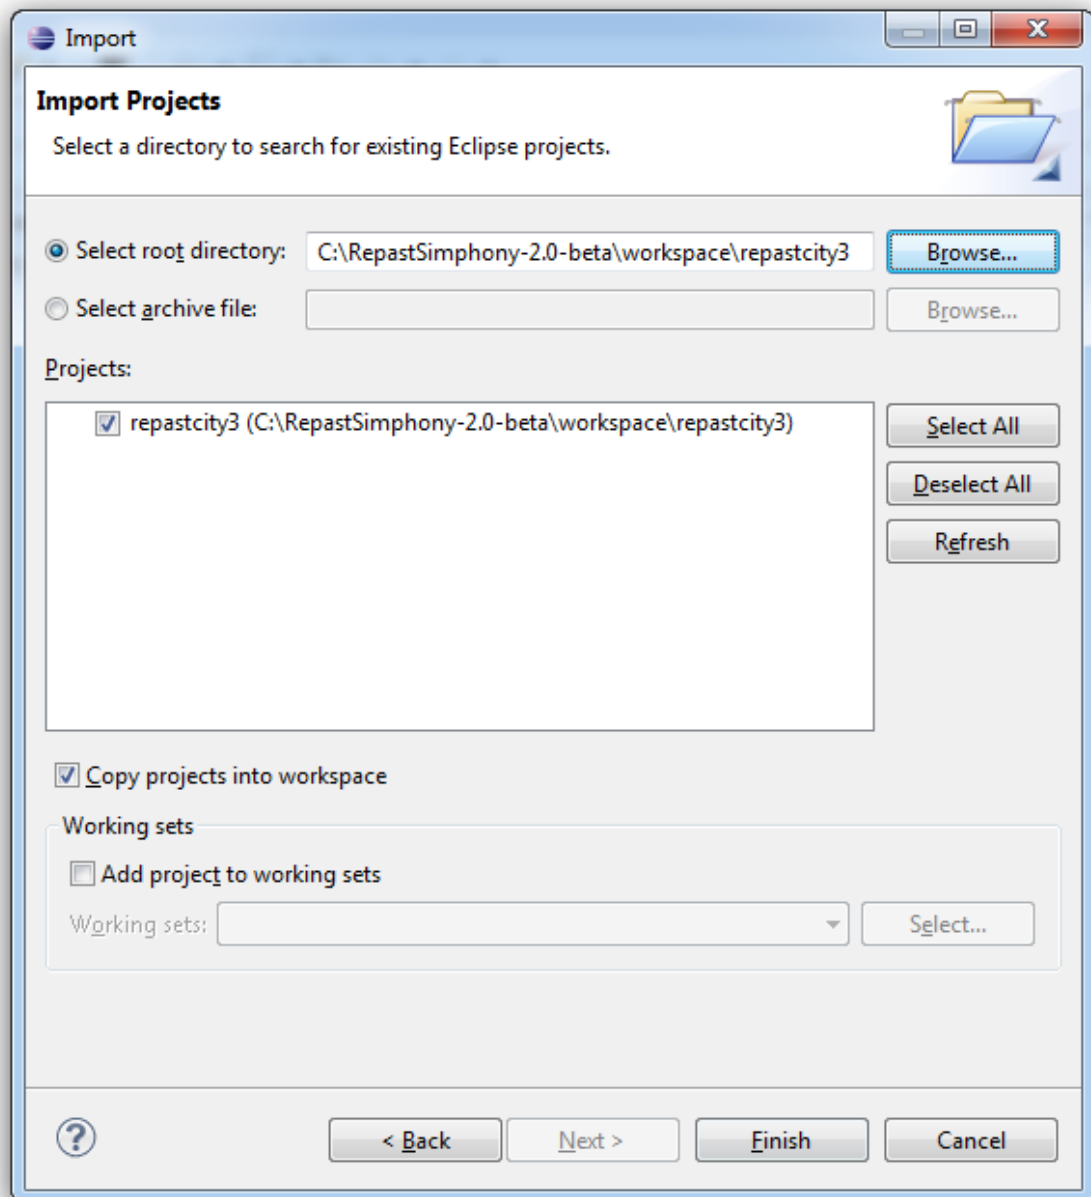 Import
Import Projects
Select a directory to search for existing Eclipse projects.
Select root directory: C:\RepastSimphony-2.0-beta\workspace\repastcity3 Browse...
Select archive file: Browse...
Projects:
repastcity3 (C:\RepastSimphony-2.0-beta\workspace\repastcity3)
Select All
Deselect All
Refresh
Copy projects into workspace
Working sets
Add project to working sets
Working sets: Select...
< Back Next > Finish Cancel